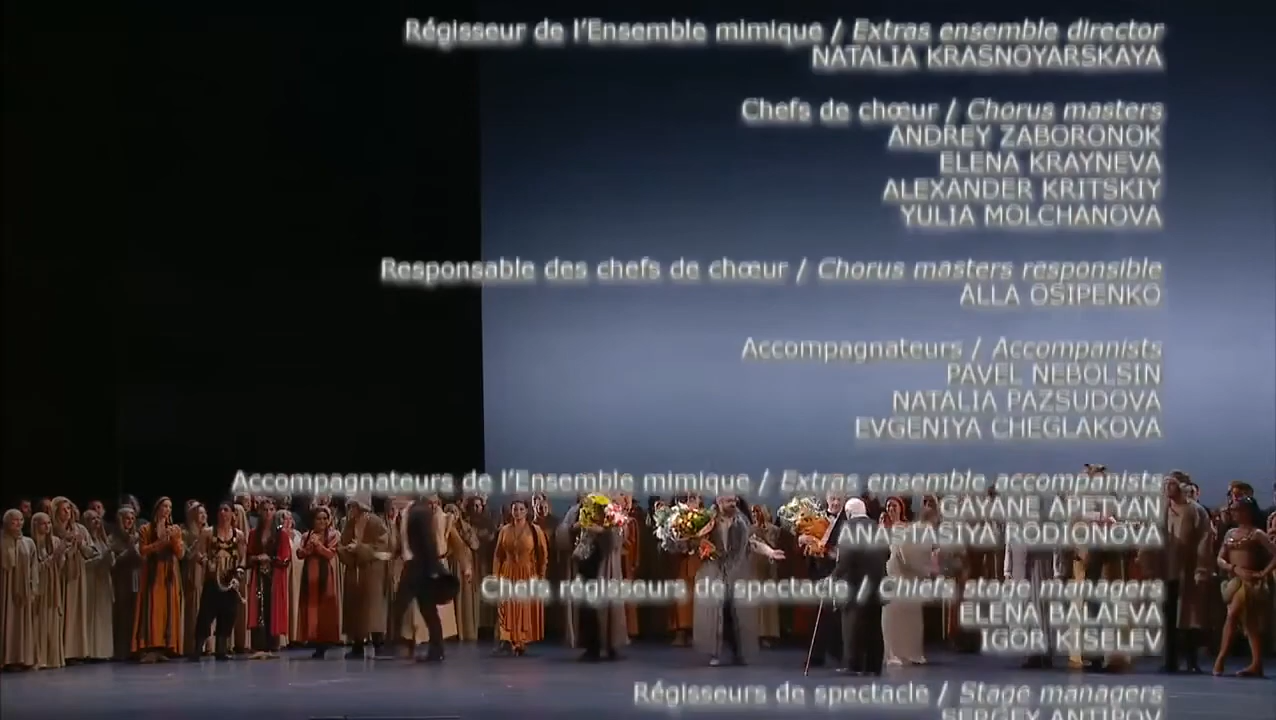 Régisseur de l'Ensemble mimique / Extras ensemble director
NATALIA KRASNOYARSKAYA
Chefs de chœur / Chorus masters
ANDREY ZABORONOK
ELENA KRAYNEVA
ALEXANDER KRITSKIY
YULIA MOLCHANOVA
Responsable des chefs de chœur / Chorus masters responsible
ALLA OSIPENKO
Accompagnateurs / Accompanists
PAVEL NEBOLSIN
NATALIA PAZSUDOVA
EVGENIYA CHEGLAKOVA
Accompagnateurs de l'Ensemble mimique / Extras ensemble accompanists
GAYANE APETYAN
ANASTASIYA RODIONOVA
Chefs régisseurs de spectacle / Chiefs stage managers
ELENA BALAEVA
IGOR KISELEV
Régisseurs de spectacle / Stage managers
SERGEY ANTIPOV